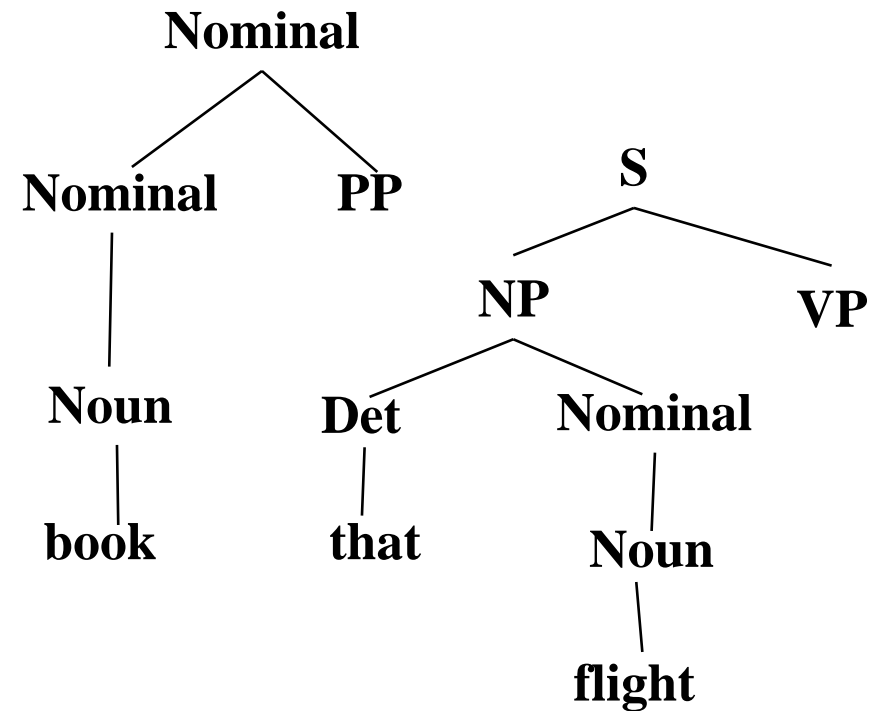 Nominal
S
Nominal PP
NP VP
Noun Det Nominal
book that Noun
flight